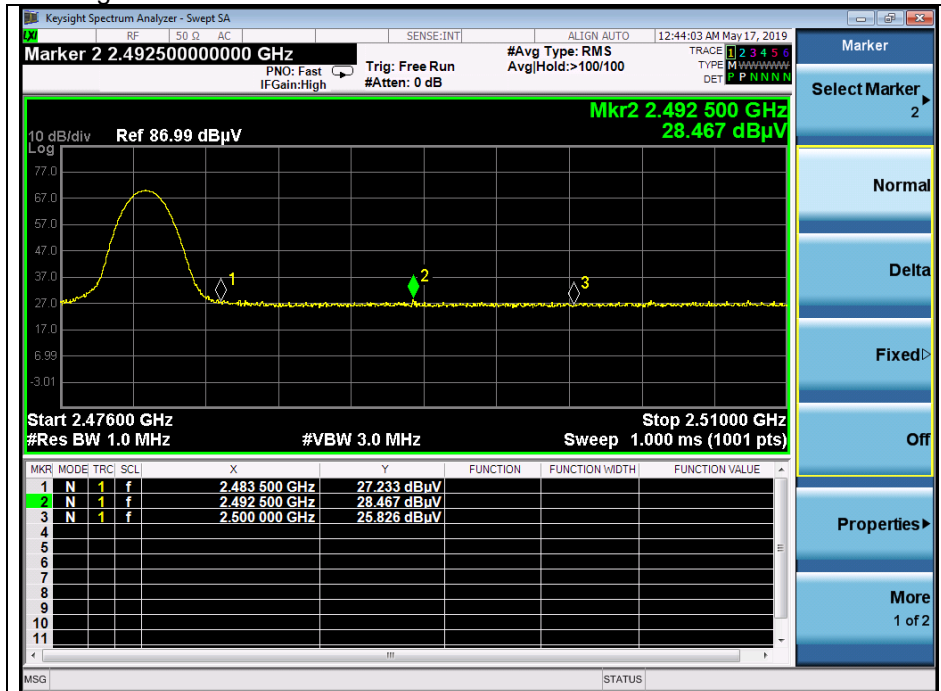 Keysight Spectrum Analyzer - Swept SA
LXI RF 50 Ω AC SENSE:INT ALIGN AUTO 12:44:03 AM May 17, 2019
Marker 2 2.492500000000 GHz
PNO: Fast
IFGain:High
Trig: Free Run
#Atten: 0 dB
#Avg Type: RMS
Avg|Hold:>100/100
TRACE 1 2 3 4 5 6
TYPE M WWWWW
DET P P N N N N
Mkr2 2.492 500 GHz
28.467 dBµV
10 dB/div Ref 86.99 dBµV
Log
77.0
67.0
57.0
47.0
37.0
27.0
17.0
6.99
-3.01
1
2
3
Start 2.47600 GHz Stop 2.51000 GHz
#Res BW 1.0 MHz #VBW 3.0 MHz Sweep 1.000 ms (1001 pts)
MKR MODE TRC SCL X Y FUNCTION FUNCTION WIDTH FUNCTION VALUE
1 N 1 f 2.483 500 GHz 27.233 dBµV
2 N 1 f 2.492 500 GHz 28.467 dBµV
3 N 1 f 2.500 000 GHz 25.826 dBµV
4
5
6
7
8
9
10
11
MSG STATUS
Marker
Select Marker
2
Normal
Delta
Fixed
Off
Properties
More
1 of 2